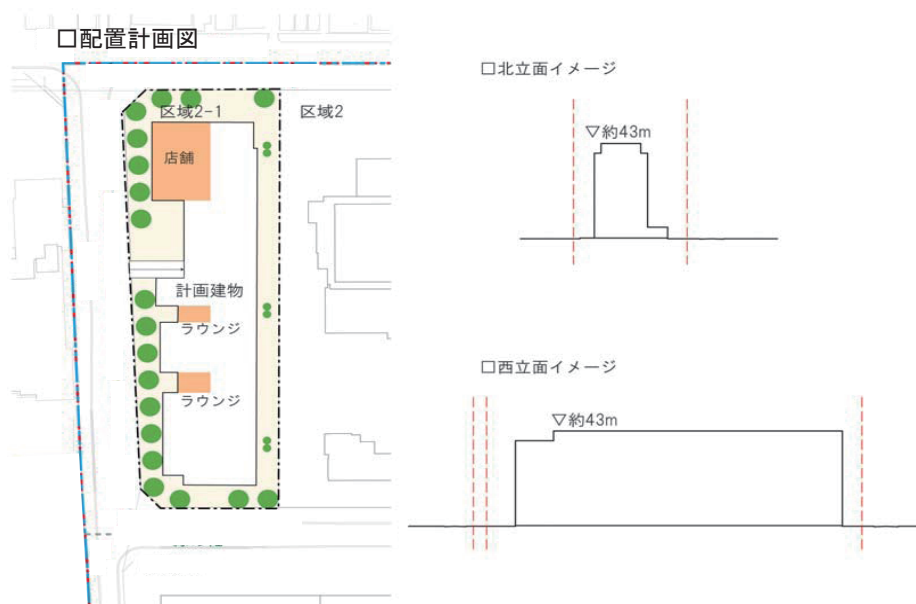 □配置計画図
区域2-1
区域2
店舗
計画建物
ラウンジ
ラウンジ
□北立面イメージ
▽約43m
□西立面イメージ
▽約43m